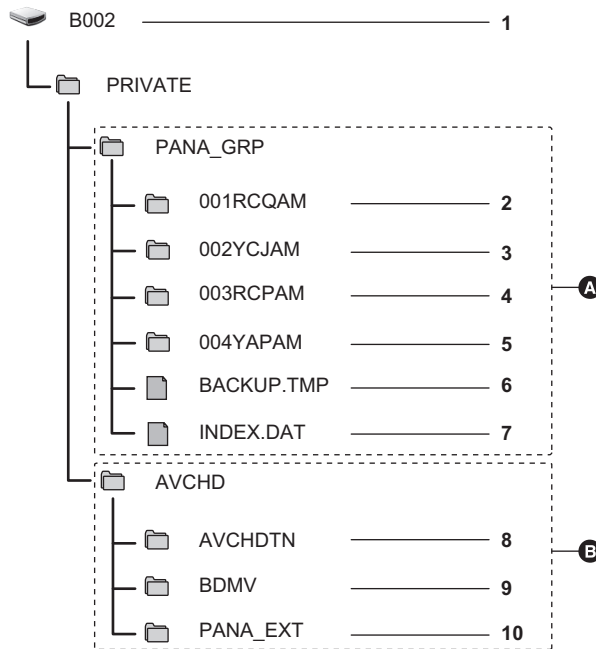 B002 1
PRIVATE
PANA_GRP
001RCQAM 2
002YCJAM 3
003RCPAM 4
A
004YAPAM 5
BACKUP.TMP 6
INDEX.DAT 7
AVCHD
AVCHDTN 8
B
BDMV 9
PANA_EXT 10